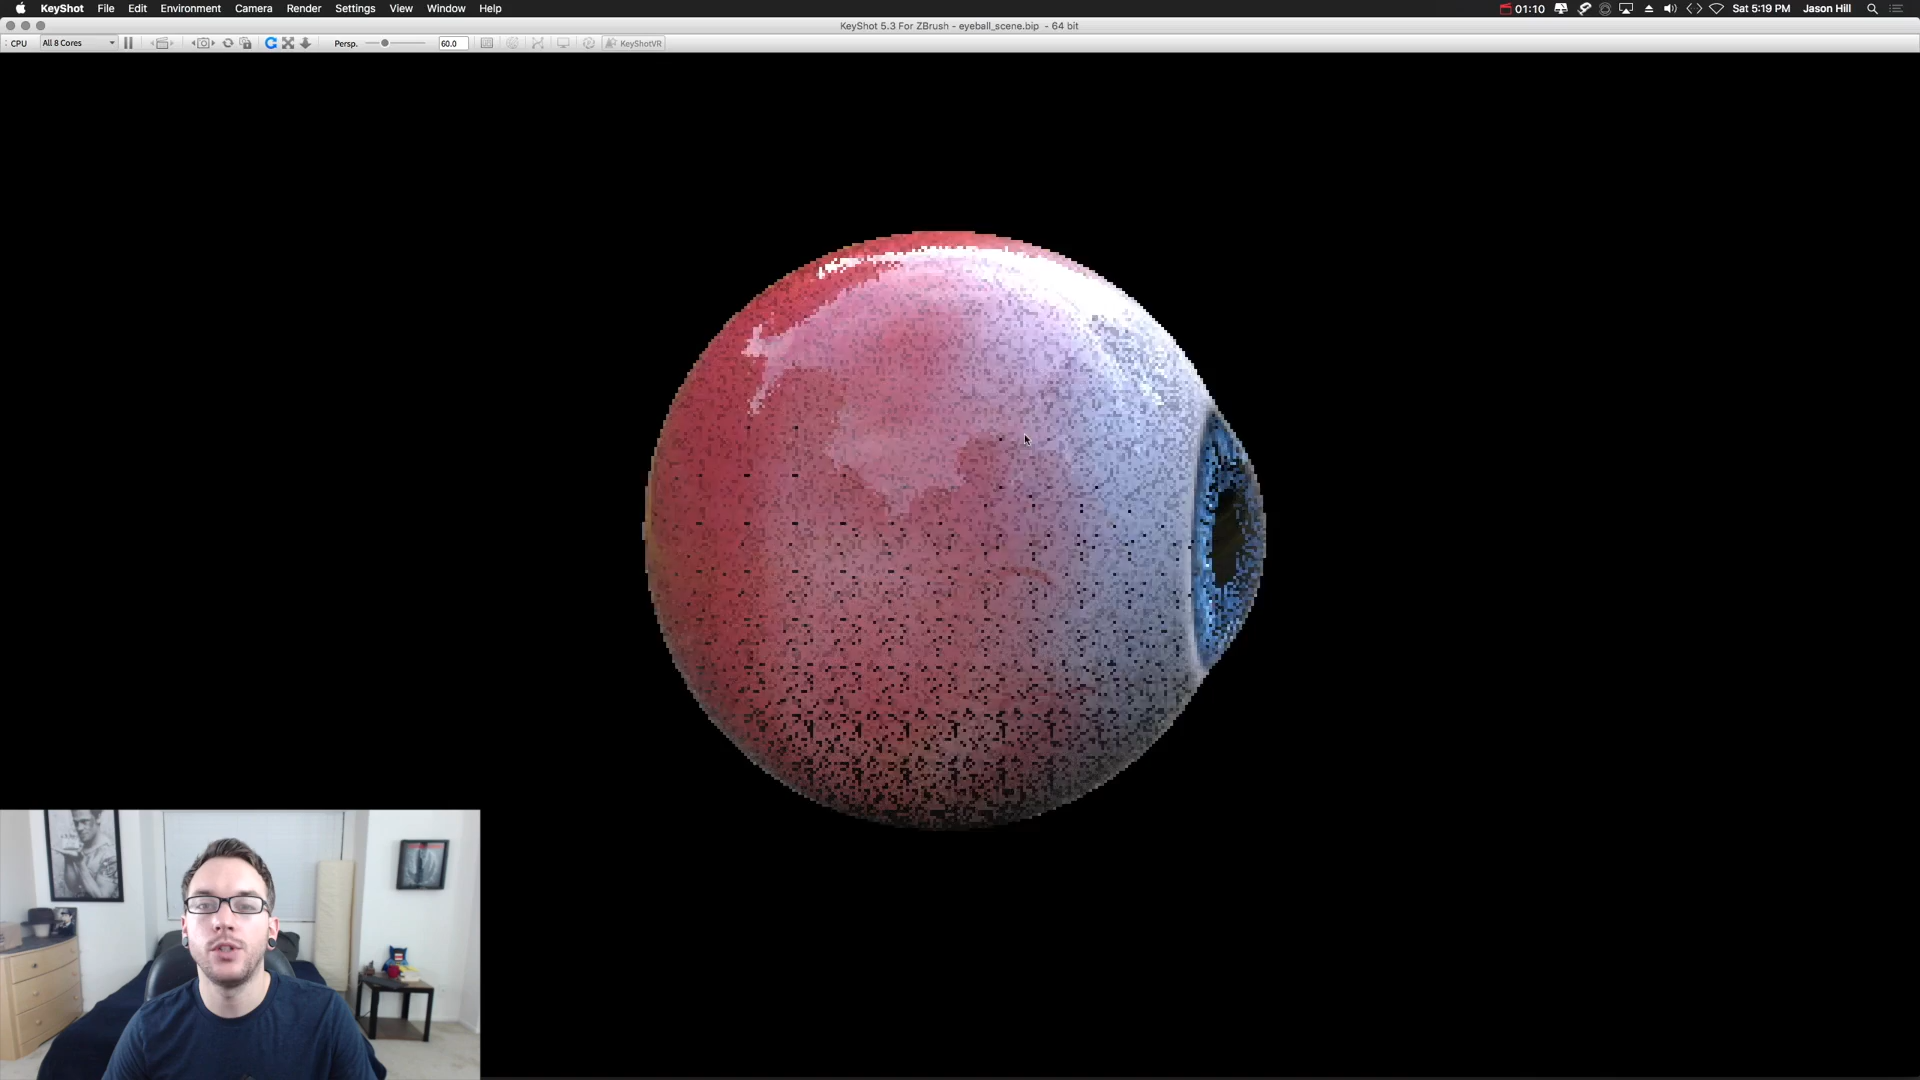 KeyShot File Edit Environment Camera Render Settings View Window Help 01:10 Sat 5:19 PM Jason Hill
KeyShot 5.3 For ZBrush - eyeball_scene.bip - 64 bit
CPU All 8 Cores Persp. 60.0 KeyShotVR